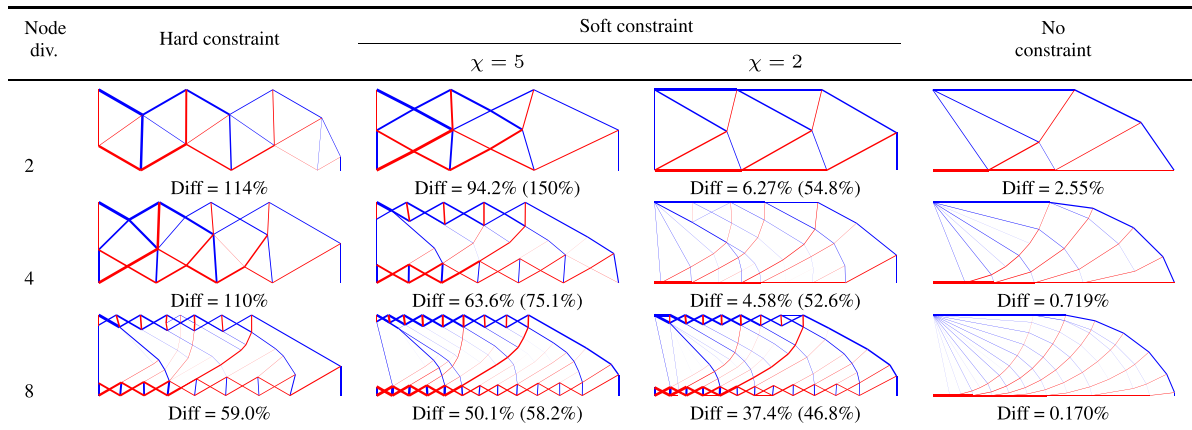 Node
div.
Hard constraint
Soft constraint
χ = 5
χ = 2
No
constraint
2
Diff = 114%
Diff = 94.2% (150%)
Diff = 6.27% (54.8%)
Diff = 2.55%
4
Diff = 110%
Diff = 63.6% (75.1%)
Diff = 4.58% (52.6%)
Diff = 0.719%
8
Diff = 59.0%
Diff = 50.1% (58.2%)
Diff = 37.4% (46.8%)
Diff = 0.170%